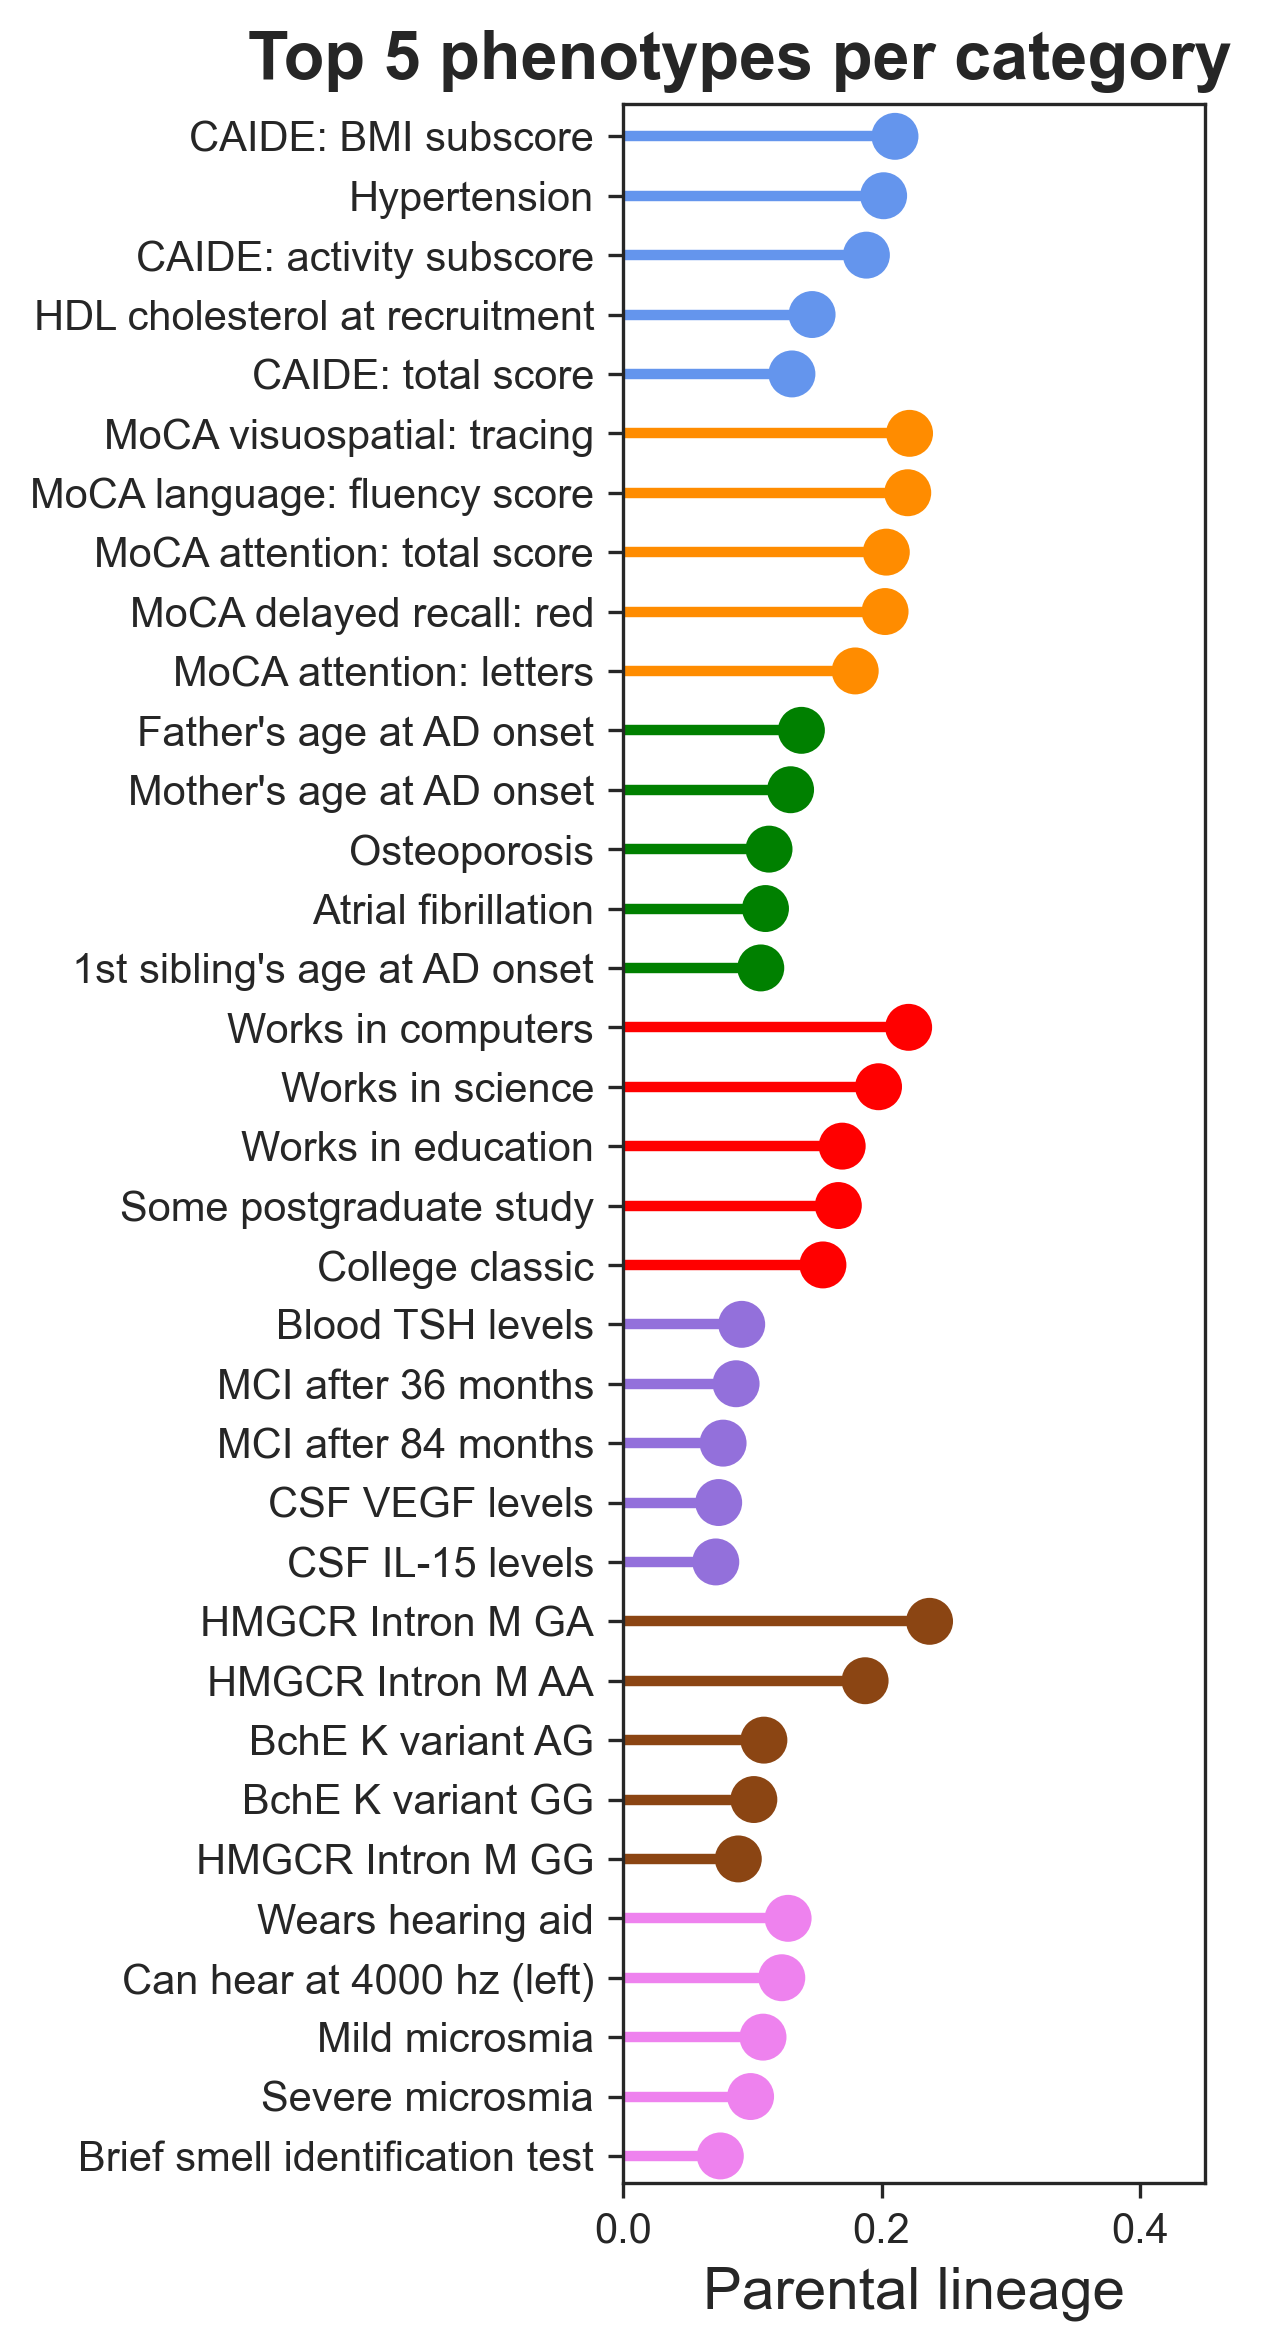 Top 5 phenotypes per category
CAIDE: BMI subscore
Hypertension
CAIDE: activity subscore
HDL cholesterol at recruitment
CAIDE: total score
MoCA visuospatial: tracing
MoCA language: fluency score
MoCA attention: total score
MoCA delayed recall: red
MoCA attention: letters
Father's age at AD onset
Mother's age at AD onset
Osteoporosis
Atrial fibrillation
1st sibling's age at AD onset
Works in computers
Works in science
Works in education
Some postgraduate study
College classic
Blood TSH levels
MCI after 36 months
MCI after 84 months
CSF VEGF levels
CSF IL-15 levels
HMGCR Intron M GA
HMGCR Intron M AA
BchE K variant AG
BchE K variant GG
HMGCR Intron M GG
Wears hearing aid
Can hear at 4000 hz (left)
Mild microsmia
Severe microsmia
Brief smell identification test
0.0 0.2 0.4
Parental lineage